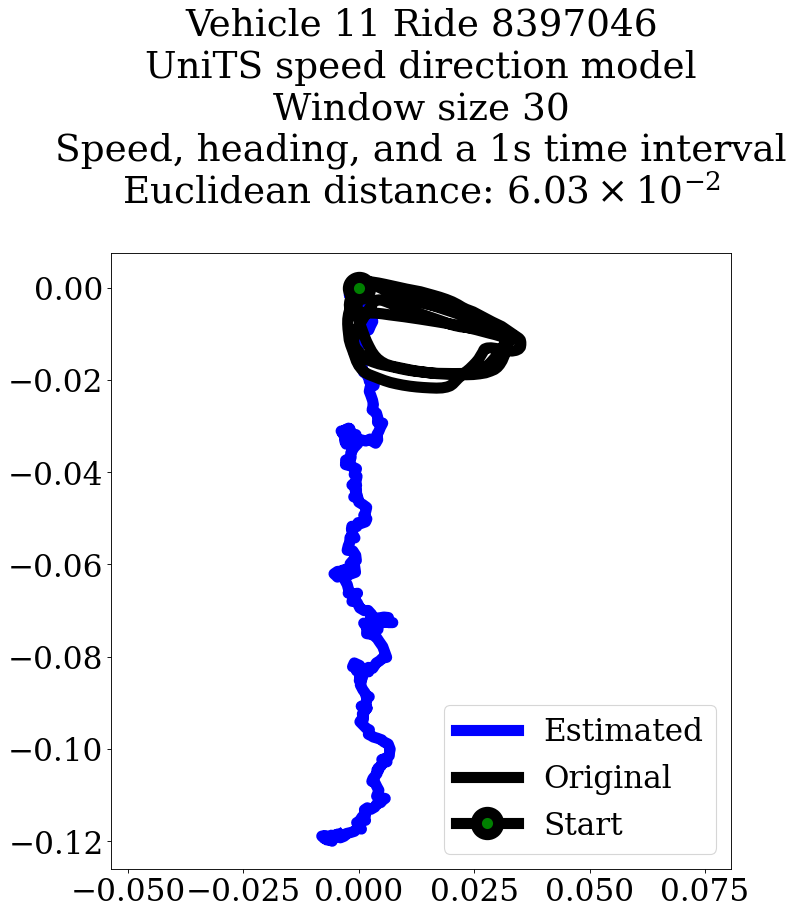 Vehicle 11 Ride 8397046
UniTS speed direction model
Window size 30
Speed, heading, and a 1s time interval
Euclidean distance: 6.03 × 10⁻²
0.00
−0.02
−0.04
−0.06
−0.08
−0.10
−0.12
Estimated
Original
Start
−0.050 −0.025 0.000 0.025 0.050 0.075